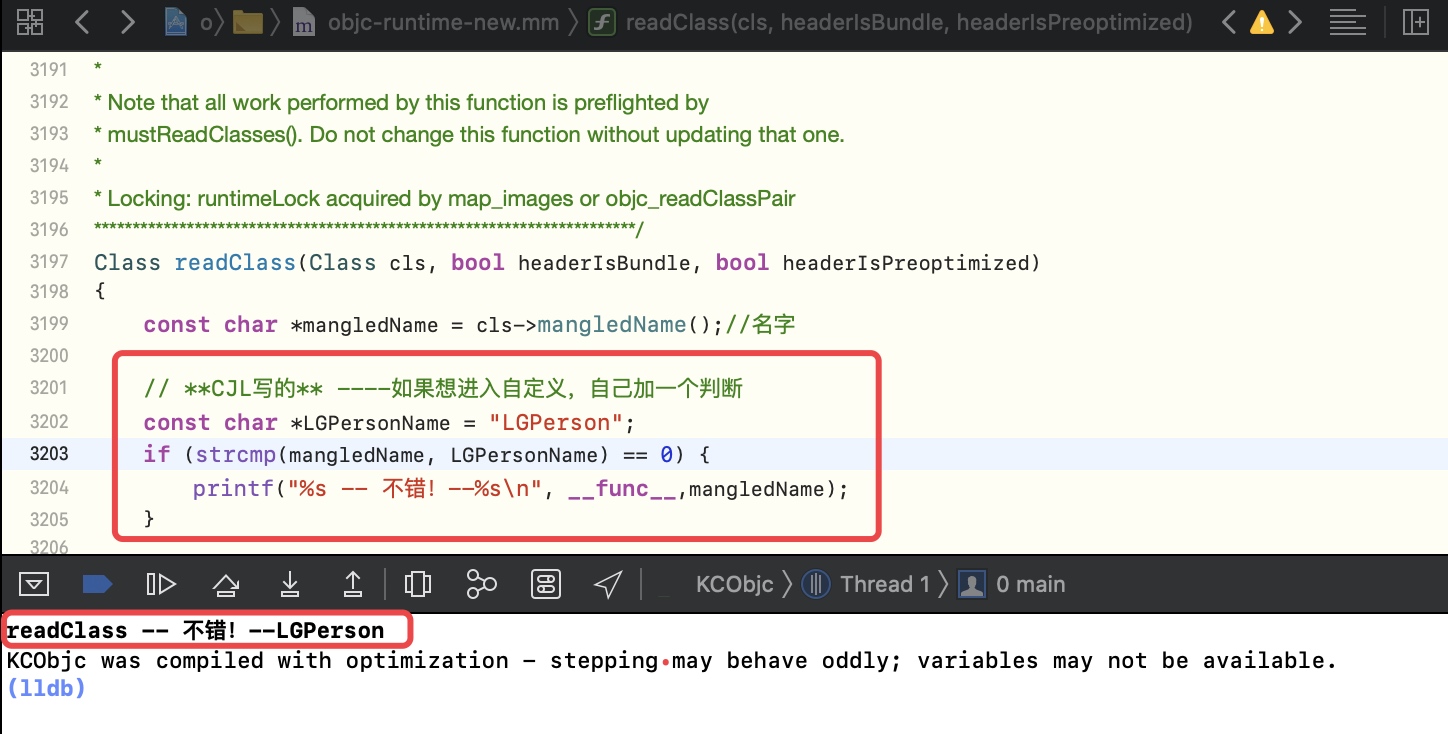 o 〉 m objc-runtime-new.mm 〉 f readClass(cls, headerIsBundle, headerIsPreoptimized)
3191 *
3192 * Note that all work performed by this function is preflighted by
3193 * mustReadClasses(). Do not change this function without updating that one.
3194 *
3195 * Locking: runtimeLock acquired by map_images or objc_readClassPair
3196 **********************************************************************/
3197 Class readClass(Class cls, bool headerIsBundle, bool headerIsPreoptimized)
3198 {
3199 const char *mangledName = cls->mangledName();//名字
3200
3201 // **CJL写的** ----如果想进入自定义，自己加一个判断
3202 const char *LGPersonName = "LGPerson";
3203 if (strcmp(mangledName, LGPersonName) == 0) {
3204 printf("%s -- 不错! --%s\n", __func__,mangledName);
3205 }
3206
KCObjc 〉 Thread 1 〉 0 main
readClass -- 不错! --LGPerson
KCObjc was compiled with optimization - stepping may behave oddly; variables may not be available.
(lldb)